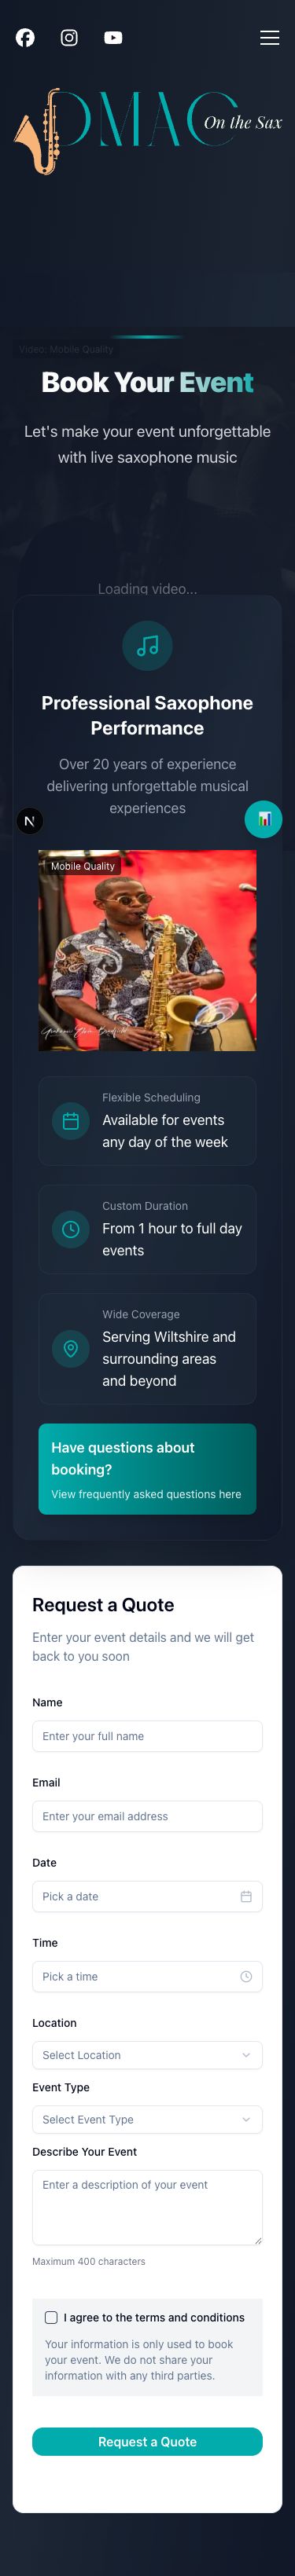 DMAC
On the Sax
Video: Mobile Quality
Book Your Event
Let's make your event unforgettable
with live saxophone music
Loading video...
Professional Saxophone
Performance
Over 20 years of experience
delivering unforgettable musical
experiences
N
Mobile Quality
Flexible Scheduling
Available for events
any day of the week
Custom Duration
From 1 hour to full day
events
Wide Coverage
Serving Wiltshire and
surrounding areas
and beyond
Have questions about
booking?
View frequently asked questions here
Request a Quote
Enter your event details and we will get
back to you soon
Name
Enter your full name
Email
Enter your email address
Date
Pick a date
Time
Pick a time
Location
Select Location
Event Type
Select Event Type
Describe Your Event
Enter a description of your event
Maximum 400 characters
I agree to the terms and conditions
Your information is only used to book
your event. We do not share your
information with any third parties.
Request a Quote